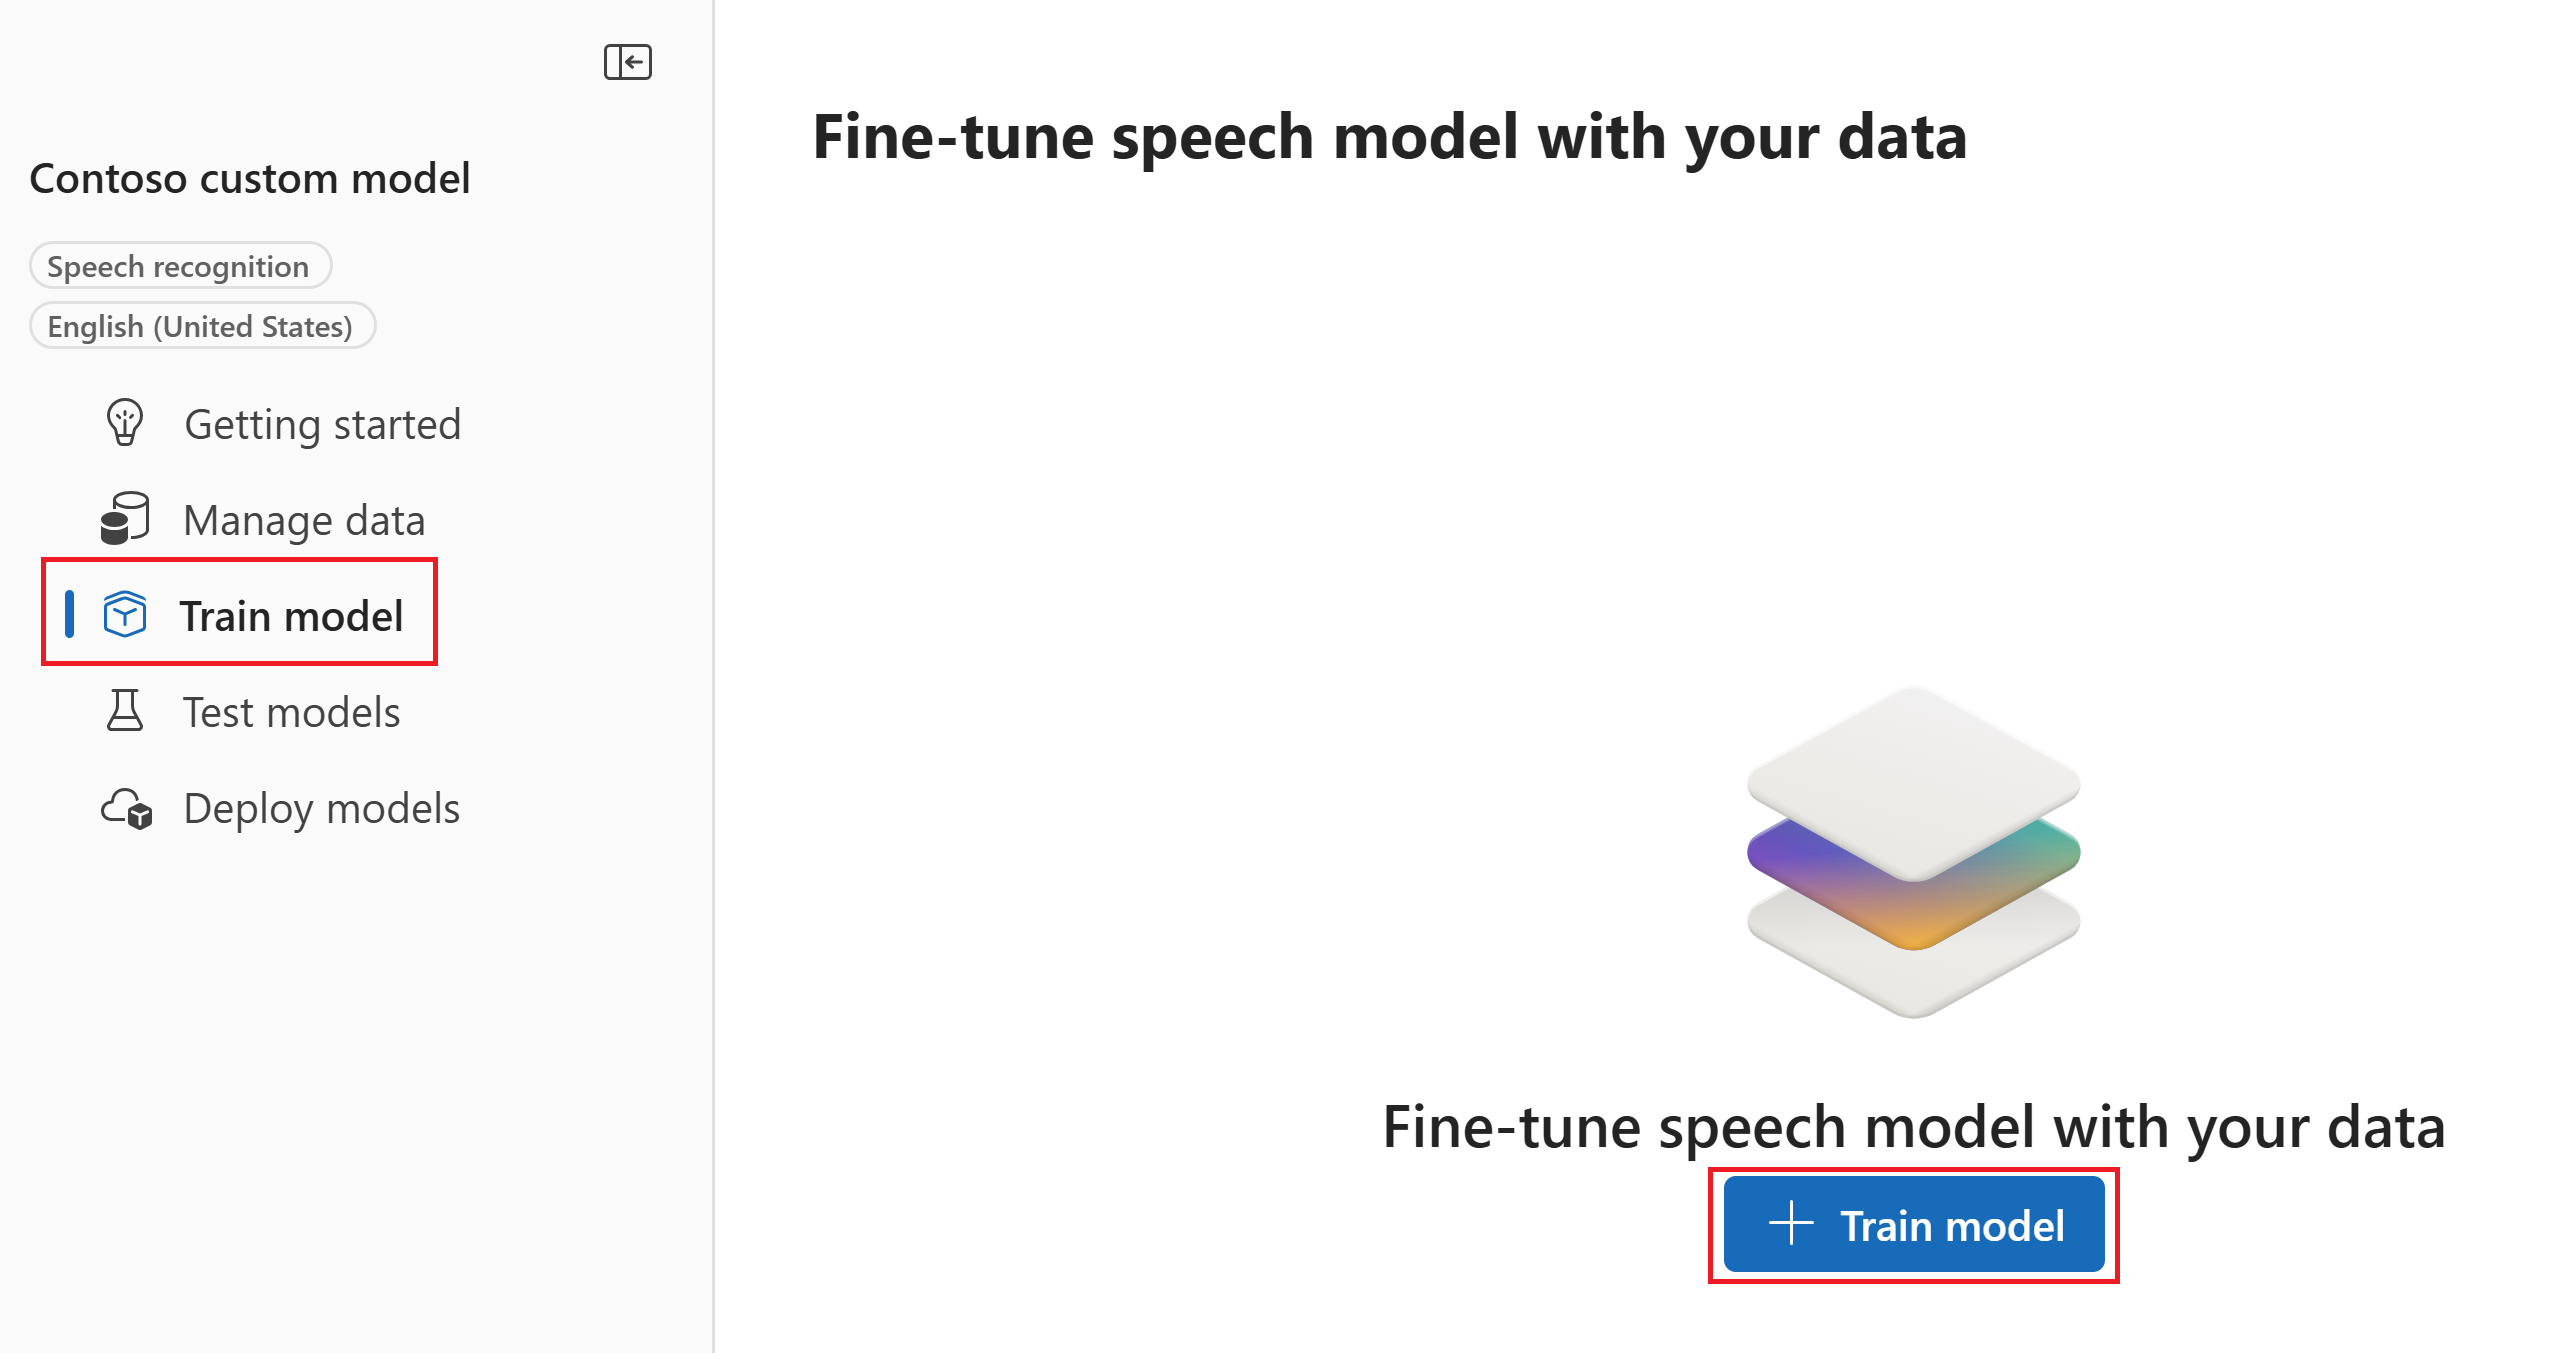 Contoso custom model
Speech recognition
English (United States)
Getting started
Manage data
Train model
Test models
Deploy models
Fine-tune speech model with your data
Fine-tune speech model with your data
Train model